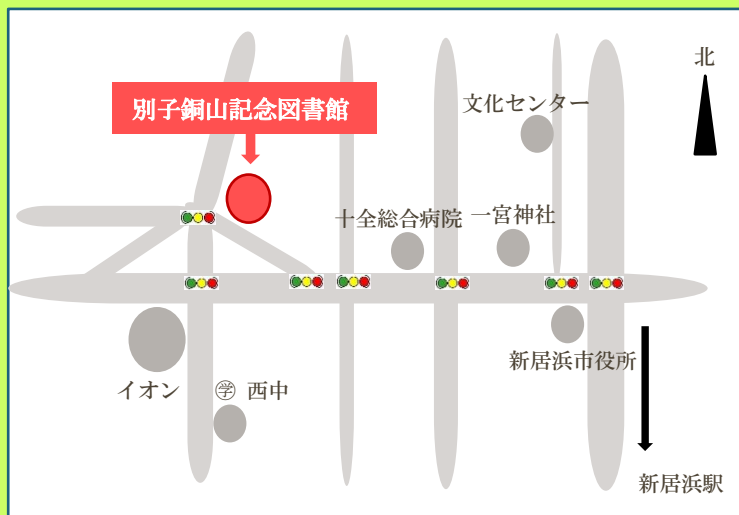 北
別子銅山記念図書館
文化センター
十全総合病院
一宮神社
新居浜市役所
イオン
㊫ 西中
新居浜駅